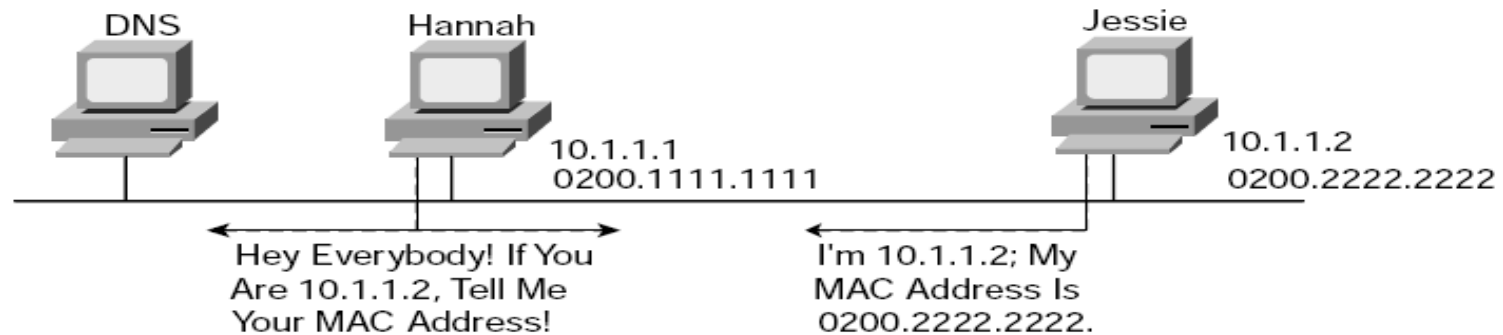 DNS
Hannah
Jessie
10.1.1.1
0200.1111.1111
10.1.1.2
0200.2222.2222
Hey Everybody! If You
Are 10.1.1.2, Tell Me
Your MAC Address!
I'm 10.1.1.2; My
MAC Address Is
0200.2222.2222.